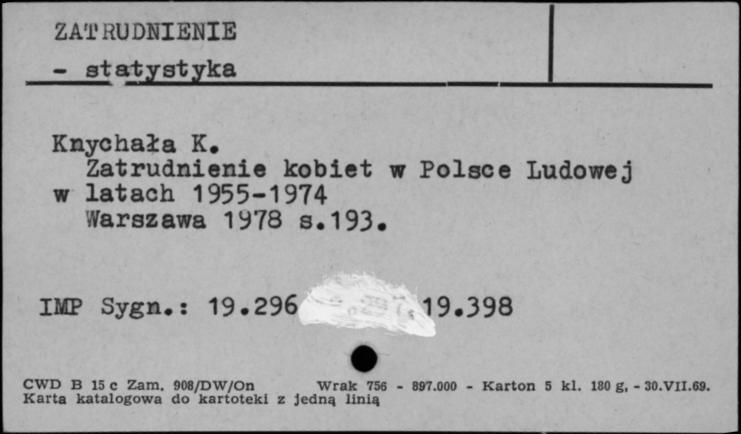 ZATRUDNIENIE
- statystyka
Knychała K.
Zatrudnienie kobiet w Polsce Ludowej
w latach 1955-1974
Warszawa 1978 s.193.
IMP Sygn.: 19.296 19.398
CWD B 15 c Zam. 908/DW/On Wrak 756 - 897.000 - Karton 5 kl. 180 g. - 30.VII.69.
Karta katalogowa do kartoteki z jedną linią